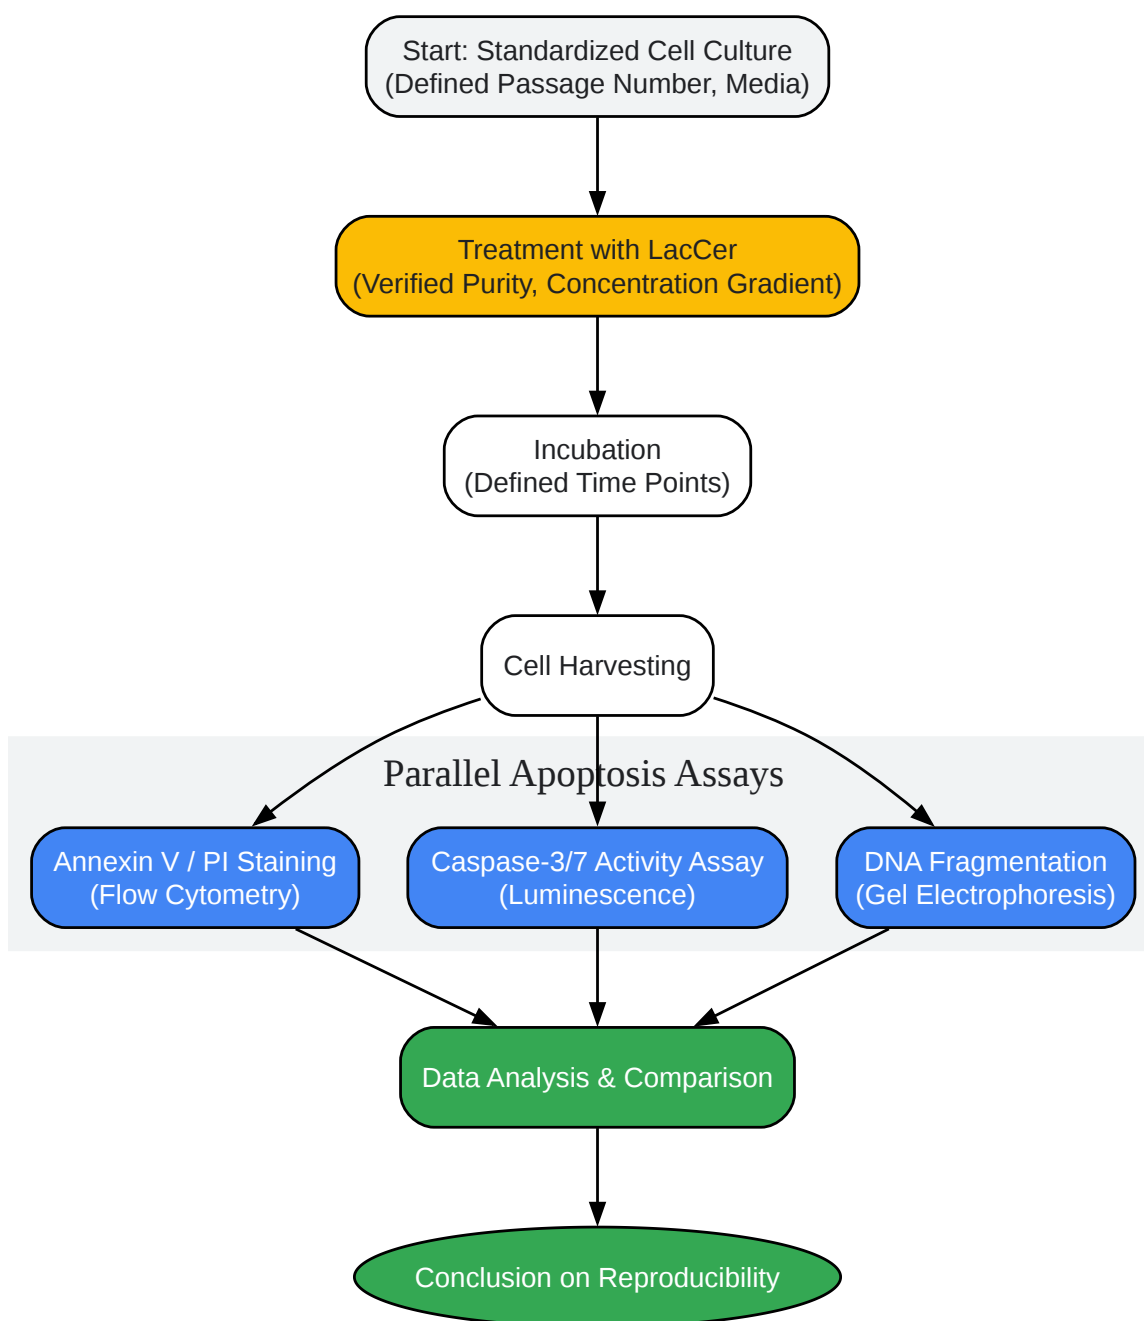 Start: Standardized Cell Culture
(Defined Passage Number, Media)
Treatment with LacCer
(Verified Purity, Concentration Gradient)
Incubation
(Defined Time Points)
Cell Harvesting
Parallel Apoptosis Assays
Annexin V / PI Staining
(Flow Cytometry)
Caspase-3/7 Activity Assay
(Luminescence)
DNA Fragmentation
(Gel Electrophoresis)
Data Analysis & Comparison
Conclusion on Reproducibility